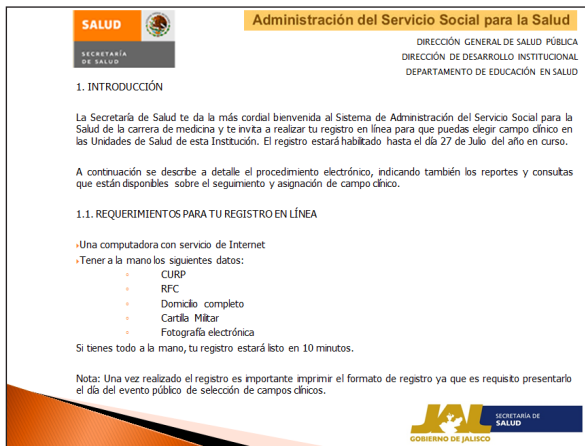 SALUD
SECRETARÍA
DE SALUD
Administración del Servicio Social para la Salud
DIRECCIÓN GENERAL DE SALUD PÚBLICA
DIRECCIÓN DE DESARROLLO INSTITUCIONAL
DEPARTAMENTO DE EDUCACIÓN EN SALUD
1. INTRODUCCIÓN
La Secretaría de Salud te da la más cordial bienvenida al Sistema de Administración del Servicio Social para la
Salud de la carrera de medicina y te invita a realizar tu registro en línea para que puedas elegir campo clínico en
las Unidades de Salud de esta Institución. El registro estará habilitado hasta el día 27 de Julio del año en curso.
A continuación se describe a detalle el procedimiento electrónico, indicando también los reportes y consultas
que están disponibles sobre el seguimiento y asignación de campo clínico.
1.1. REQUERIMIENTOS PARA TU REGISTRO EN LÍNEA
Una computadora con servicio de Internet
Tener a la mano los siguientes datos:
CURP
RFC
Domicilio completo
Cartilla Militar
Fotografía electrónica
Si tienes todo a la mano, tu registro estará listo en 10 minutos.
Nota: Una vez realizado el registro es importante imprimir el formato de registro ya que es requisito presentarlo
el día del evento público de selección de campos clínicos.
JAL
GOBIERNO DE JALISCO
SECRETARÍA DE
SALUD